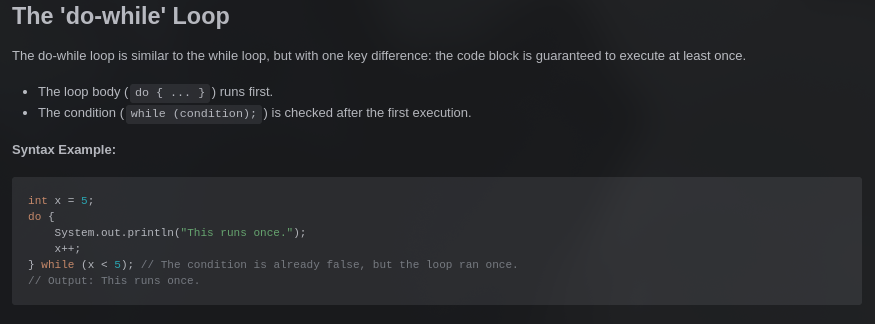 The 'do-while' Loop
The do-while loop is similar to the while loop, but with one key difference: the code block is guaranteed to execute at least once.
• The loop body ( do { ... } ) runs first.
• The condition ( while (condition); ) is checked after the first execution.
Syntax Example:
int x = 5;
do {
    System.out.println("This runs once.");
    x++;
} while (x < 5); // The condition is already false, but the loop ran once.
// Output: This runs once.